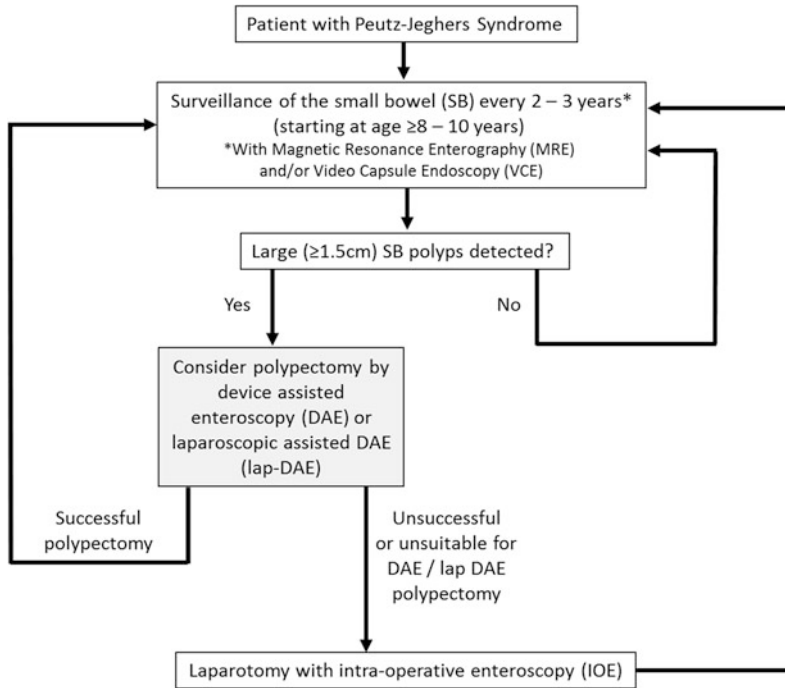 Patient with Peutz-Jeghers Syndrome
Surveillance of the small bowel (SB) every 2 – 3 years*
(starting at age ≥8 – 10 years)
*With Magnetic Resonance Enterography (MRE)
and/or Video Capsule Endoscopy (VCE)
Large (≥1.5cm) SB polyps detected?
Yes
No
Consider polypectomy by
device assisted
enteroscopy (DAE) or
laparoscopic assisted DAE
(lap-DAE)
Successful
polypectomy
Unsuccessful
or unsuitable for
DAE / lap DAE
polypectomy
Laparotomy with intra-operative enteroscopy (IOE)